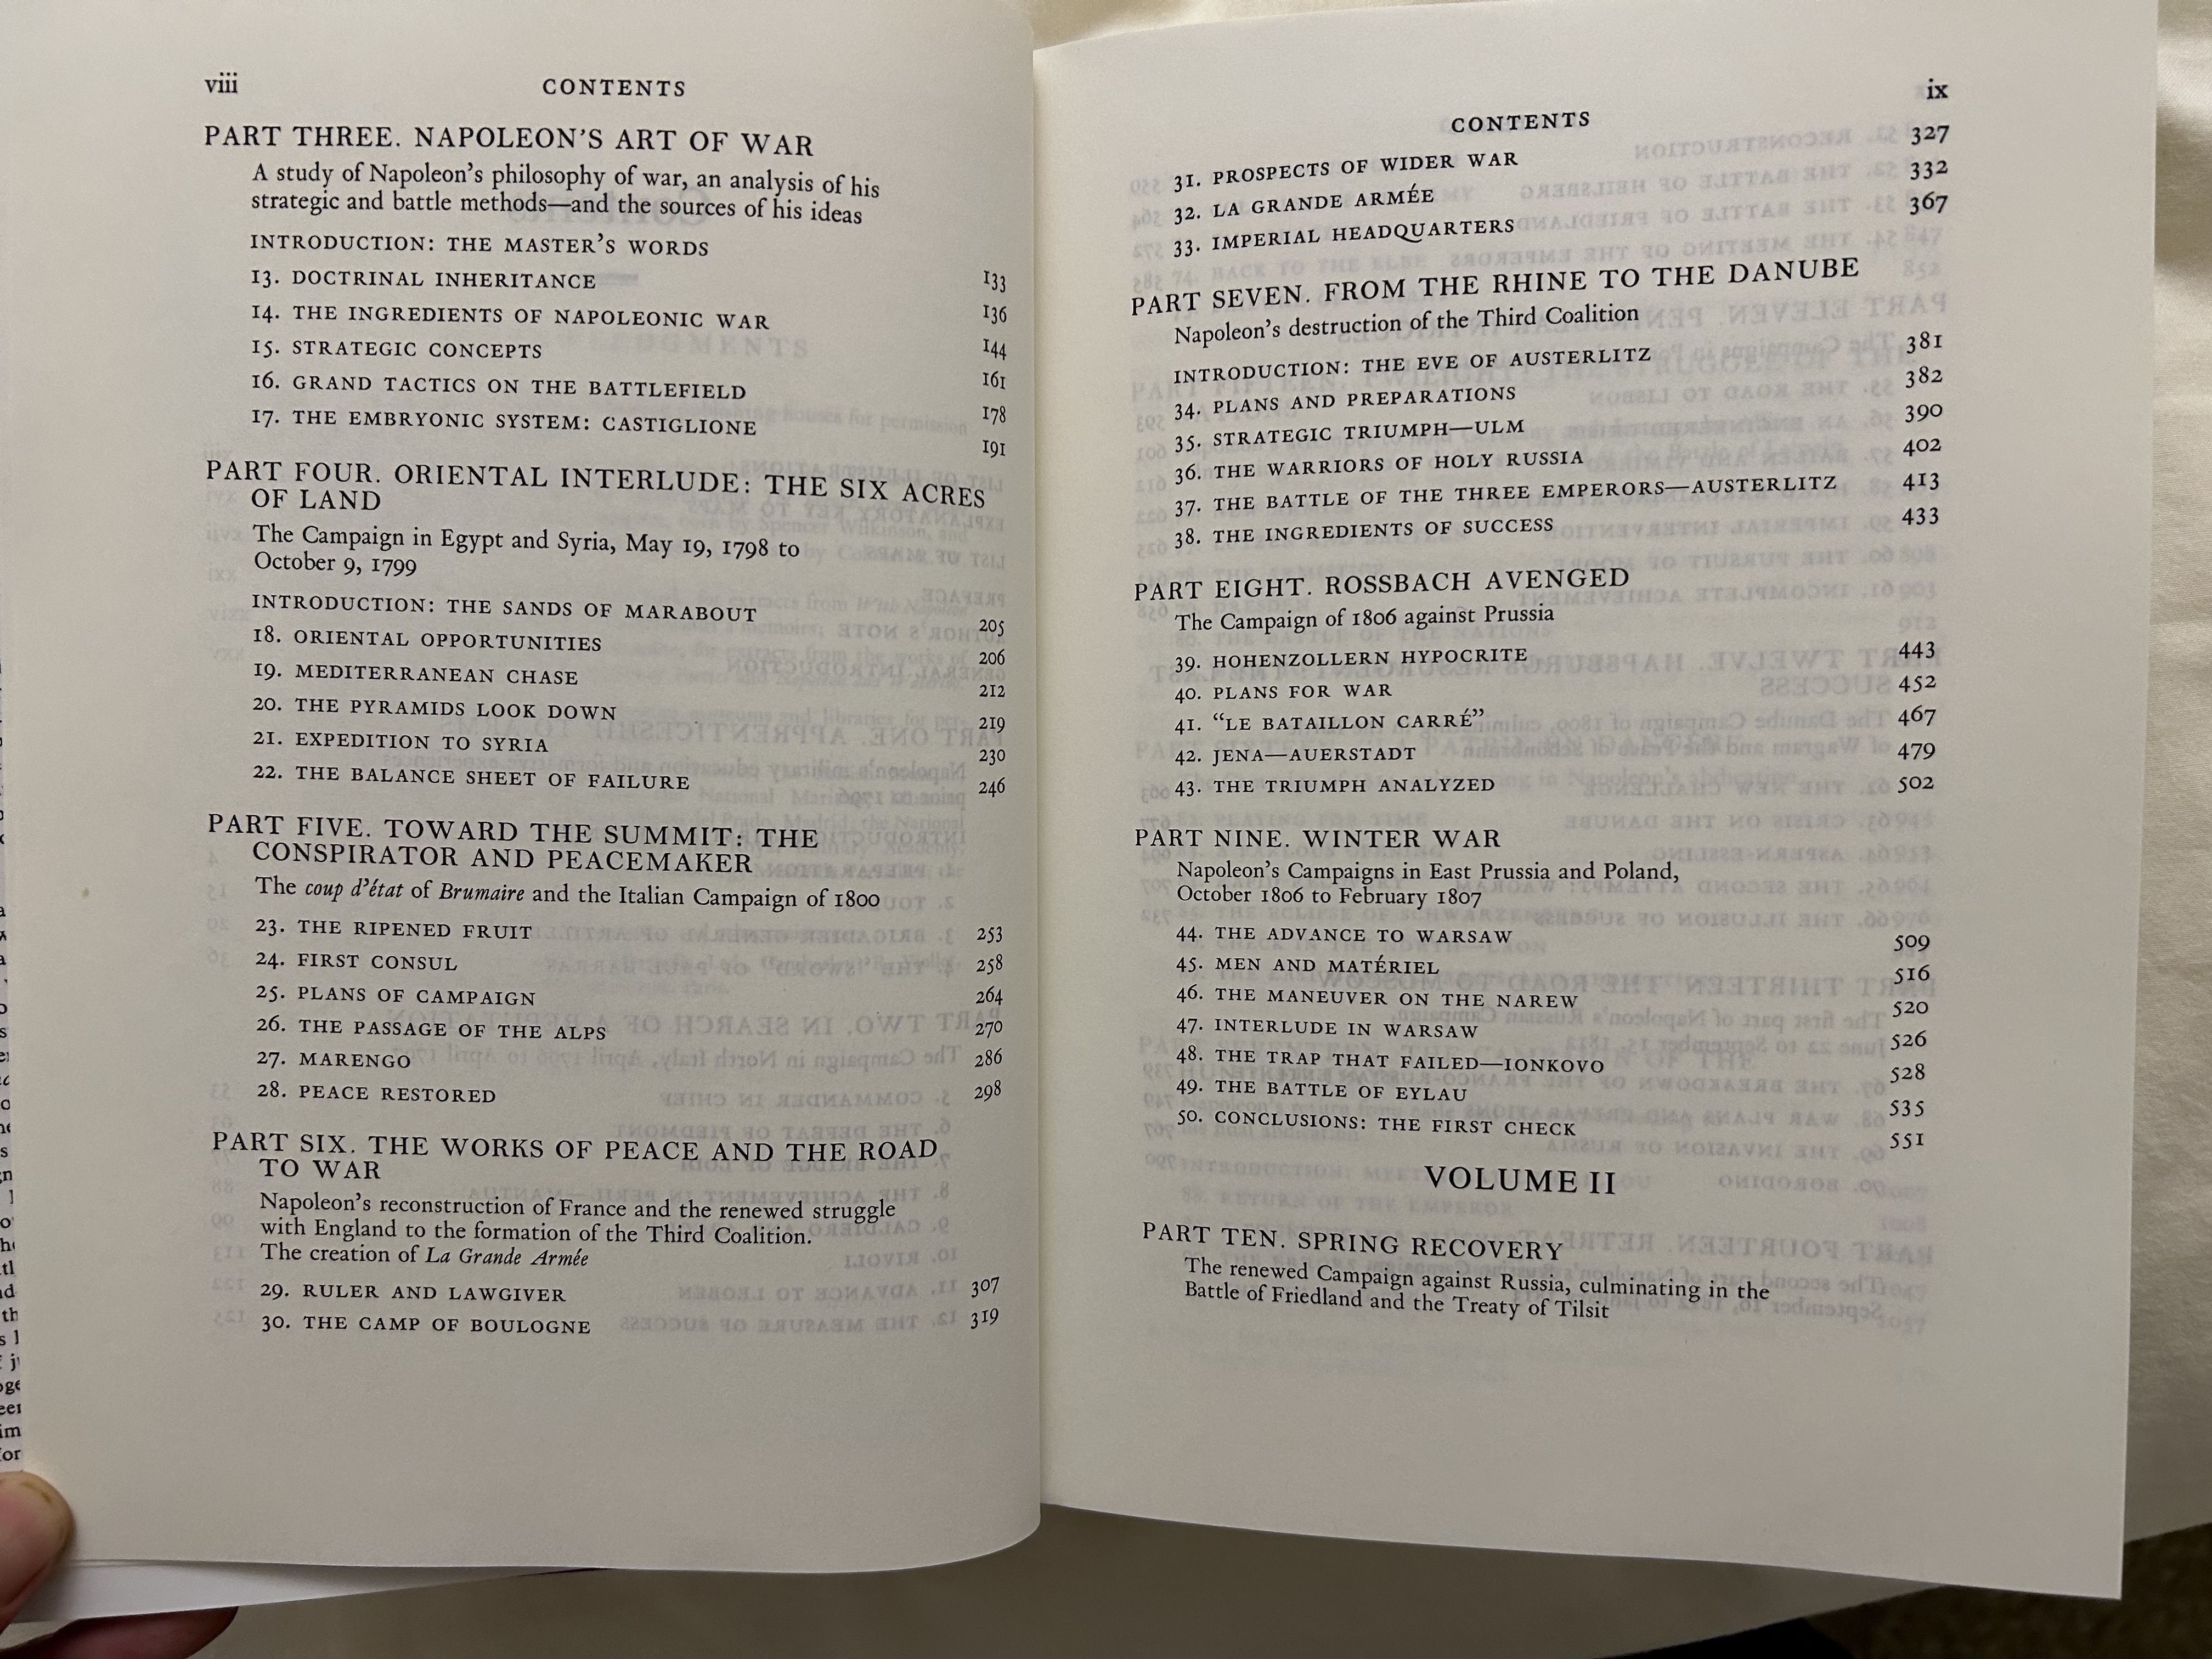 viii CONTENTS
PART THREE. NAPOLEON'S ART OF WAR
A study of Napoleon's philosophy of war, an analysis of his
strategic and battle methods—and the sources of his ideas
INTRODUCTION: THE MASTER'S WORDS 133
13. DOCTRINAL INHERITANCE 136
14. THE INGREDIENTS OF NAPOLEONIC WAR 144
15. STRATEGIC CONCEPTS 161
16. GRAND TACTICS ON THE BATTLEFIELD 178
17. THE EMBRYONIC SYSTEM: CASTIGLIONE 191
PART FOUR. ORIENTAL INTERLUDE: THE SIX ACRES
OF LAND
The Campaign in Egypt and Syria, May 19, 1798 to
October 9, 1799
INTRODUCTION: THE SANDS OF MARABOUT 205
18. ORIENTAL OPPORTUNITIES 206
19. MEDITERRANEAN CHASE 212
20. THE PYRAMIDS LOOK DOWN 219
21. EXPEDITION TO SYRIA 230
22. THE BALANCE SHEET OF FAILURE 246
PART FIVE. TOWARD THE SUMMIT: THE
CONSPIRATOR AND PEACEMAKER
The coup d'état of Brumaire and the Italian Campaign of 1800
23. THE RIPENED FRUIT 253
24. FIRST CONSUL 258
25. PLANS OF CAMPAIGN 264
26. THE PASSAGE OF THE ALPS 270
27. MARENGO 286
28. PEACE RESTORED 298
PART SIX. THE WORKS OF PEACE AND THE ROAD
TO WAR
Napoleon's reconstruction of France and the renewed struggle
with England to the formation of the Third Coalition.
The creation of La Grande Armée
29. RULER AND LAWGIVER 307
30. THE CAMP OF BOULOGNE 319
CONTENTS ix
31. PROSPECTS OF WIDER WAR 327
32. LA GRANDE ARMÉE 332
33. IMPERIAL HEADQUARTERS 367
PART SEVEN. FROM THE RHINE TO THE DANUBE
Napoleon's destruction of the Third Coalition
INTRODUCTION: THE EVE OF AUSTERLITZ 381
34. PLANS AND PREPARATIONS 382
35. STRATEGIC TRIUMPH—ULM 390
36. THE WARRIORS OF HOLY RUSSIA 402
37. THE BATTLE OF THE THREE EMPERORS—AUSTERLITZ 413
38. THE INGREDIENTS OF SUCCESS 433
PART EIGHT. ROSSBACH AVENGED
The Campaign of 1806 against Prussia
39. HOHENZOLLERN HYPOCRITE 443
40. PLANS FOR WAR 452
41. "LE BATAILLON CARRÉ" 467
42. JENA—AUERSTADT 479
43. THE TRIUMPH ANALYZED 502
PART NINE. WINTER WAR
Napoleon's Campaigns in East Prussia and Poland,
October 1806 to February 1807
44. THE ADVANCE TO WARSAW 509
45. MEN AND MATÉRIEL 516
46. THE MANEUVER ON THE NAREW 520
47. INTERLUDE IN WARSAW 526
48. THE TRAP THAT FAILED—IONKOVO 528
49. THE BATTLE OF EYLAU 535
50. CONCLUSIONS: THE FIRST CHECK 551
VOLUME II
PART TEN. SPRING RECOVERY
The renewed Campaign against Russia, culminating in the
Battle of Friedland and the Treaty of Tilsit